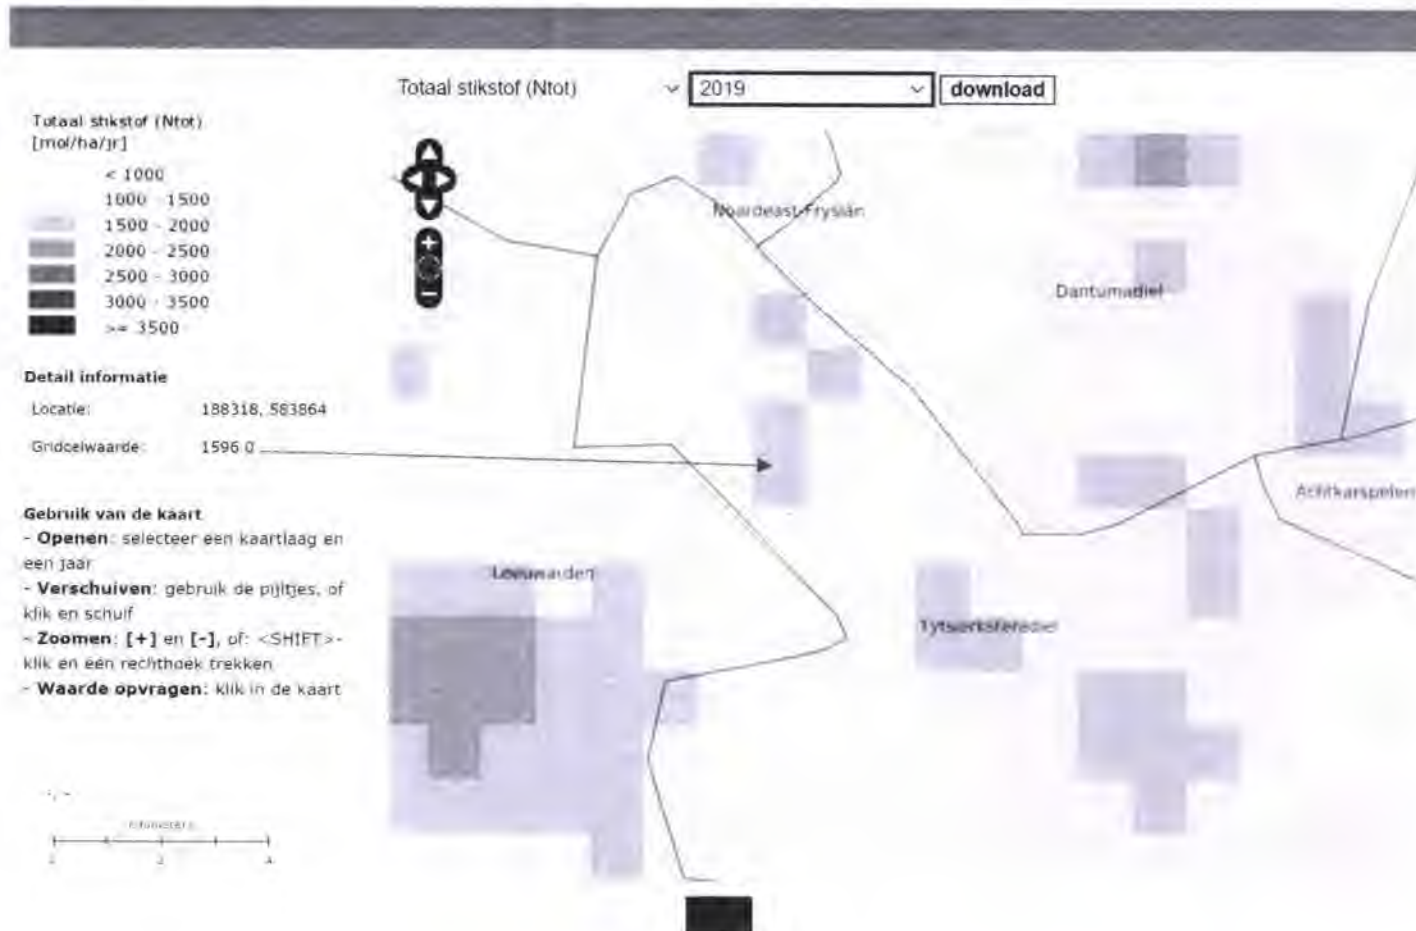 Totaal stikstof (Ntot)
2019
download
Totaal stikstof (Ntot)
[mol/ha/jr]
< 1000
1000 - 1500
1500 - 2000
2000 - 2500
2500 - 3000
3000 - 3500
>= 3500
Detail informatie
Locatie: 188318, 583864
Gridcelwaarde: 1596.0
Gebruik van de kaart
- Openen: selecteer een kaartlaag en
een jaar
- Verschuiven: gebruik de pijltjes, of
klik en schuif
- Zoomen: [+] en [-], of: <SHIFT>-
klik en een rechthoek trekken
- Waarde opvragen: klik in de kaart
kilometers
2
4
Noardeast-Fryslân
Dantumadiel
Achtkarspelen
Leeuwarden
Tytsjerksteradiel